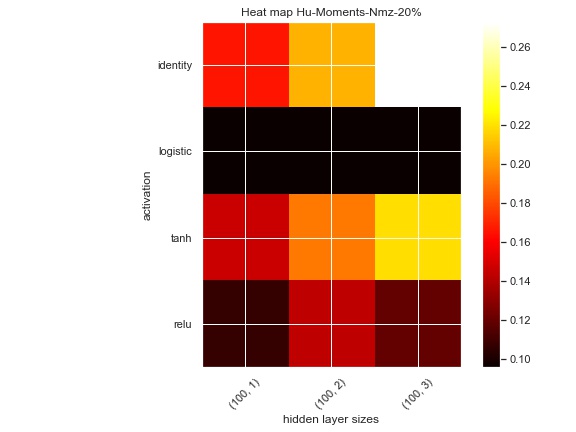 Heat map Hu-Moments-Nmz-20%
identity
logistic
tanh
relu
activation
(100, 1)
(100, 2)
(100, 3)
hidden layer sizes
0.26
0.24
0.22
0.20
0.18
0.16
0.14
0.12
0.10